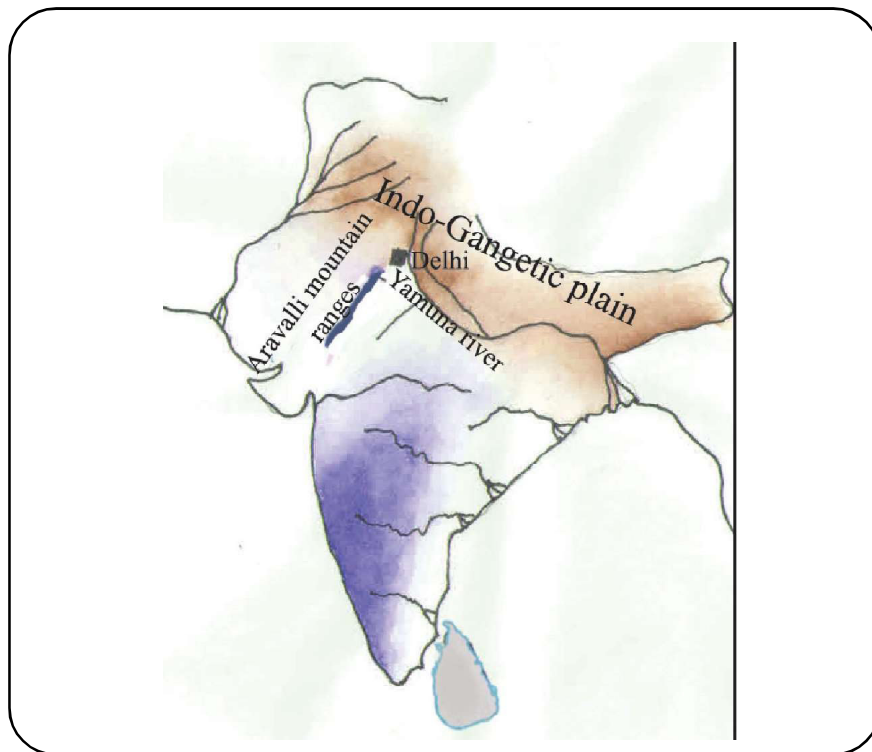 Indo-Gangetic plain
Delhi
Aravalli mountain
ranges
Yamuna river